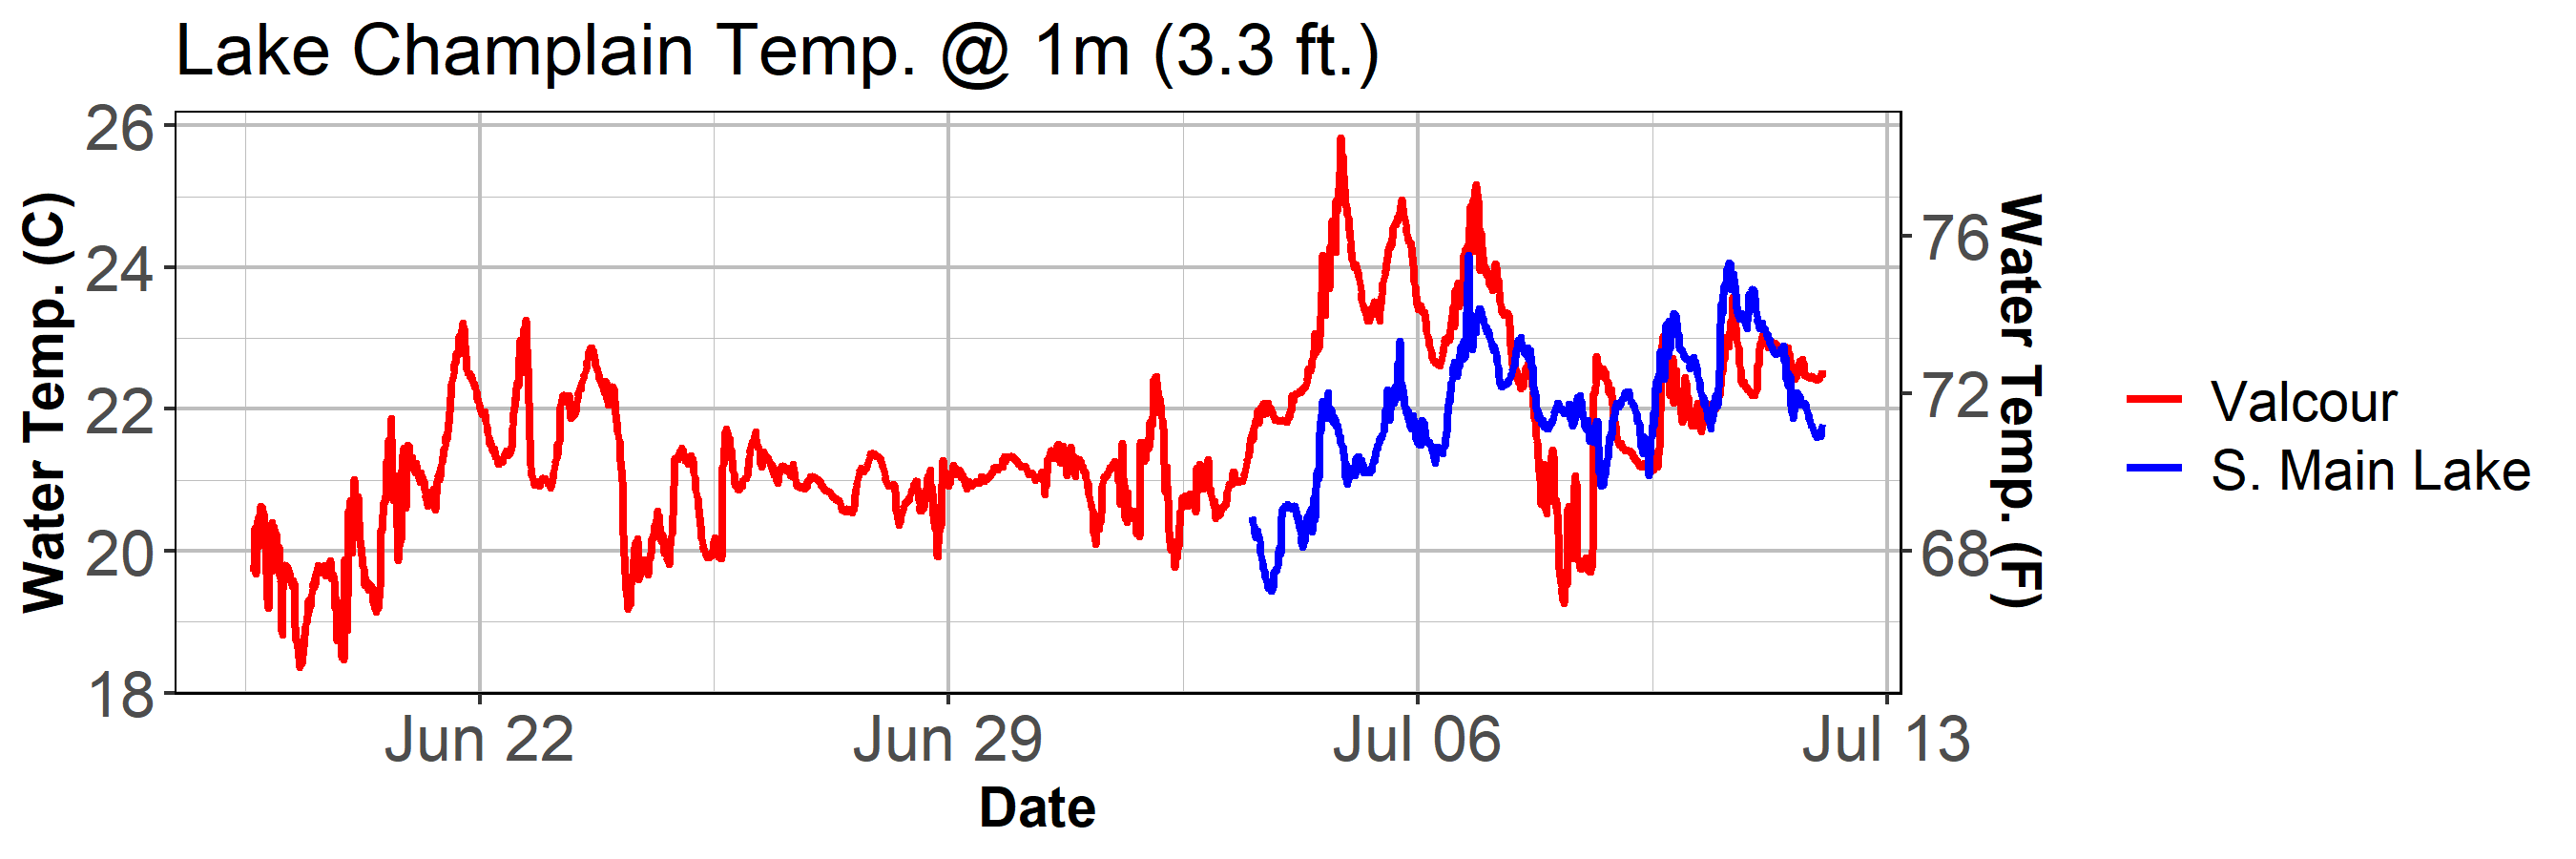 Lake Champlain Temp. @ 1m (3.3 ft.)
Water Temp. (C)
26
24
22
20
18
76
72
68
Water Temp. (F)
Jun 22
Jun 29
Jul 06
Jul 13
Date
Valcour
S. Main Lake